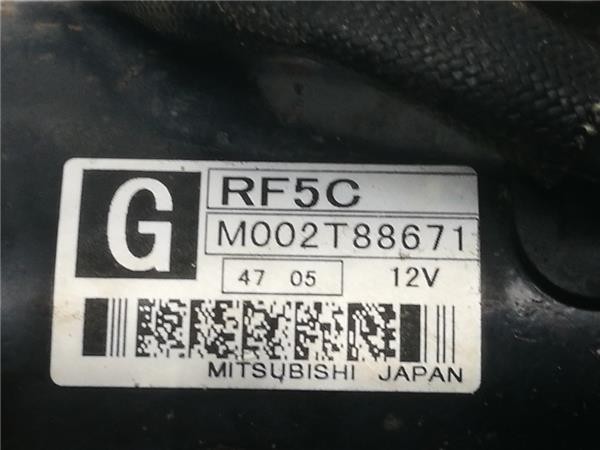 G
RF5C
M002T88671
47 05
12V
MITSUBISHI JAPAN